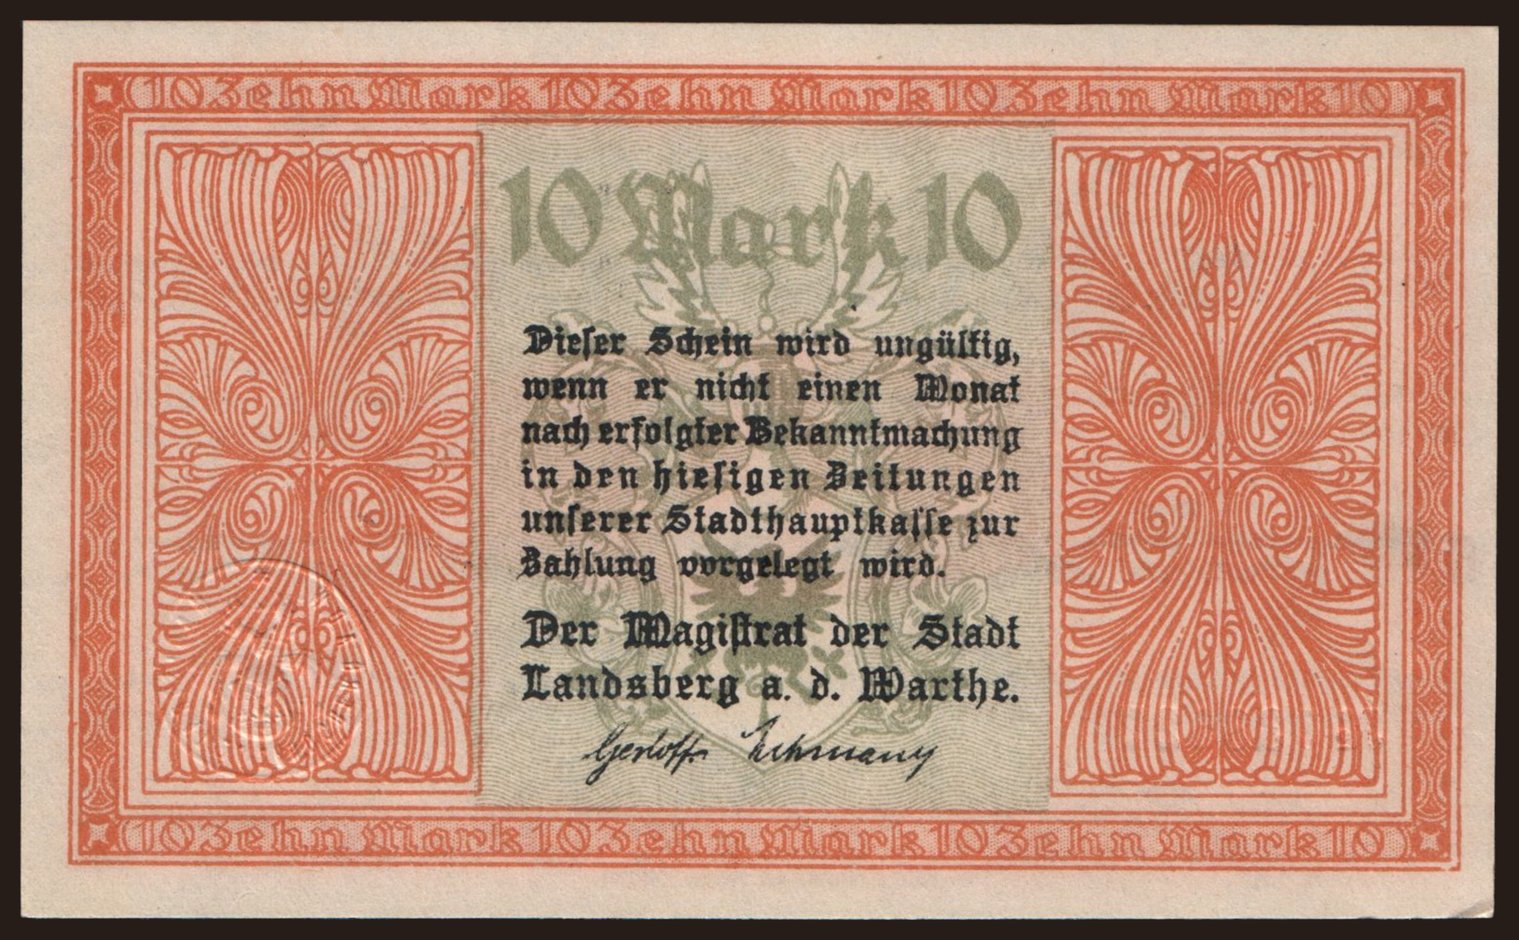 (10 Zehn Mark 10 Zehn Mark 10 Zehn Mark 10)
10 Mark 10
Dieser Schein wird ungültig,
wenn er nicht einen Monat
nach erfolgter Bekanntmachung
in den hiesigen Zeitungen
unserer Stadthauptkasse zur
Zahlung vorgelegt wird.
Der Magistrat der Stadt
Landsberg a. d. Warthe.
Gerloff Lehmann
(10 Zehn Mark 10 Zehn Mark 10 Zehn Mark 10)